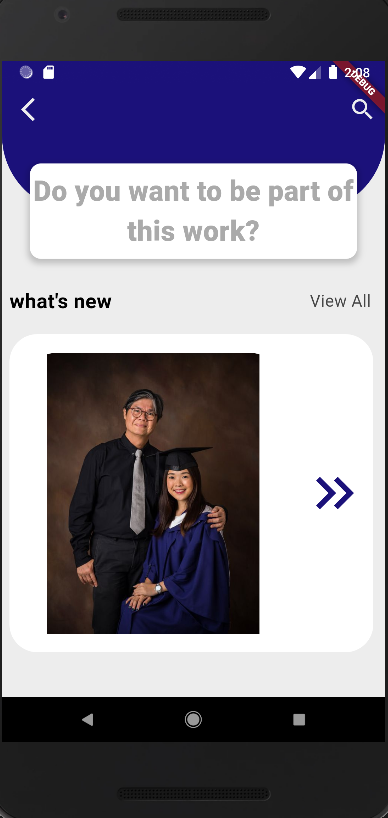 2:08
DEBUG
Do you want to be part of
this work?
what's new
View All